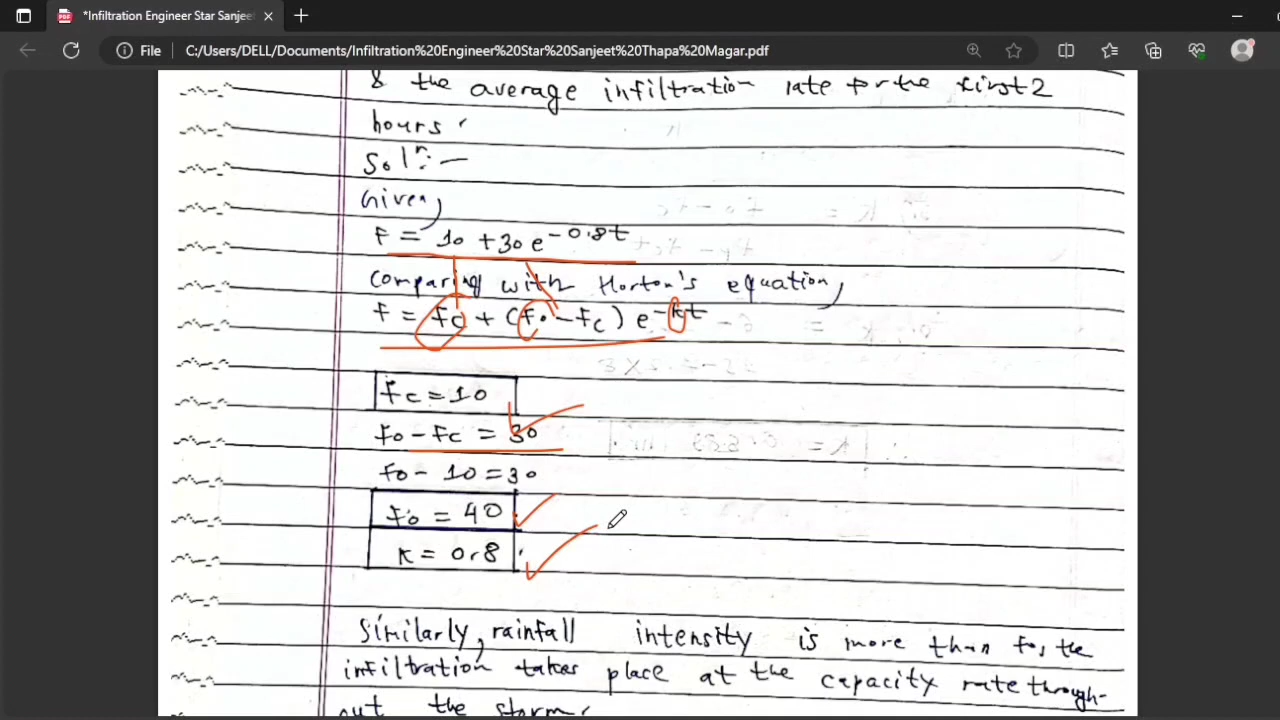 *Infiltration Engineer Star Sanjee
File
C:/Users/DELL/Documents/Infiltration%20Engineer%20Star%20Sanjeet%20Thapa%20Magar.pdf
& the average infiltration rate for the first 2
hours.
Solⁿ:-
Given,
F = 10 + 30 e^-0.8t
comparing with Horton's equation,
F = Fc + (Fo - Fc) e^-kt
Fc = 10
Fo - Fc = 30
Fo - 10 = 30
Fo = 40
K = 0.8
Similarly, rainfall intensity is more than fo, the
infiltration takes place at the capacity rate through-
out the storm.